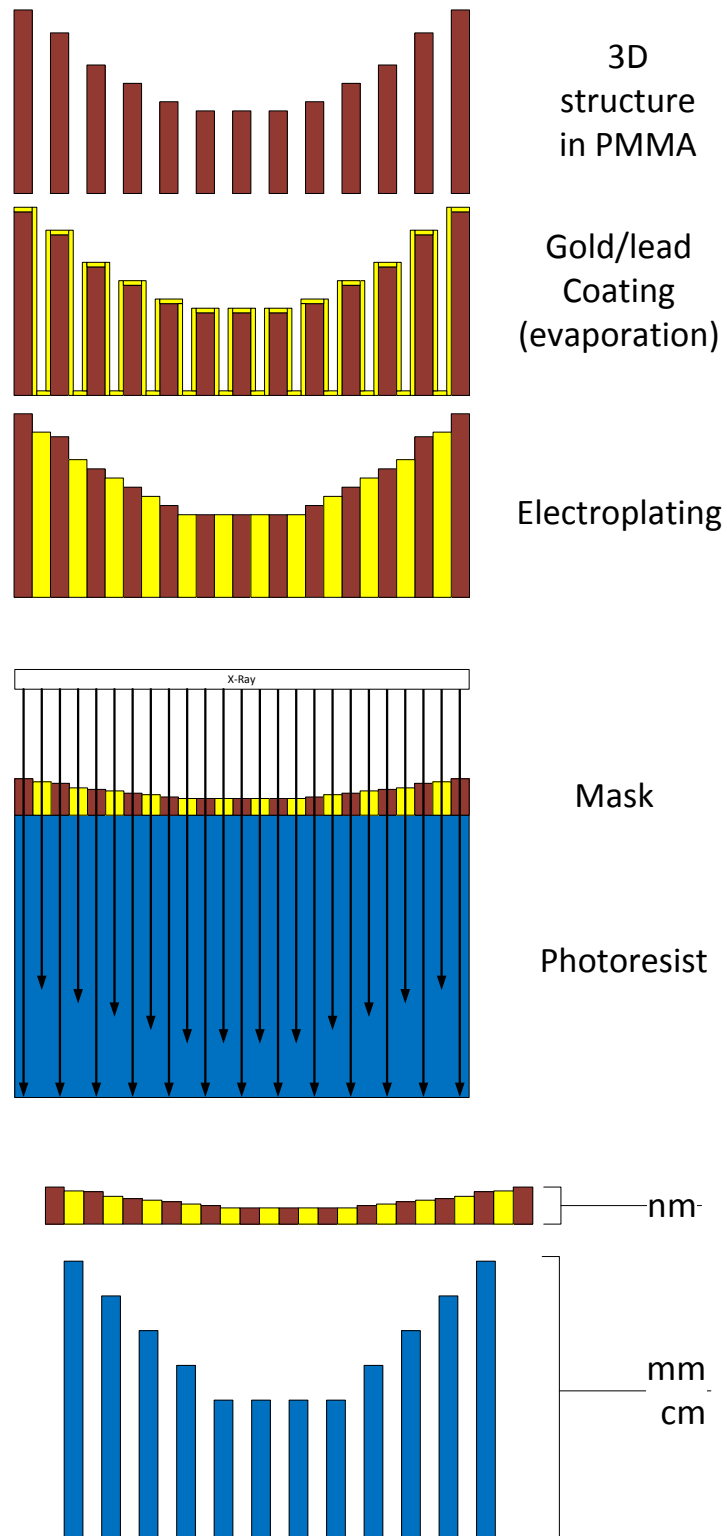 3D
structure
in PMMA
Gold/lead
Coating
(evaporation)
Electroplating
X-Ray
Mask
Photoresist
nm
mm
cm